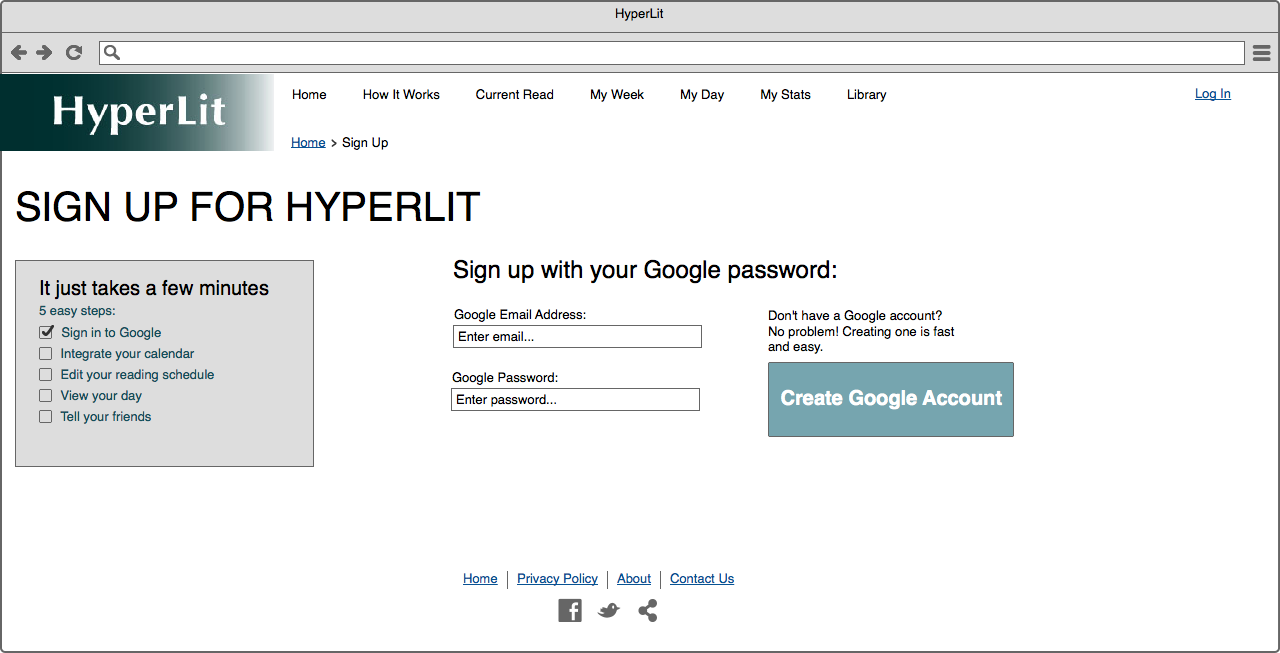 HyperLit
HyperLit
Home How It Works Current Read My Week My Day My Stats Library Log In
Home > Sign Up
SIGN UP FOR HYPERLIT
It just takes a few minutes
5 easy steps:
Sign in to Google
Integrate your calendar
Edit your reading schedule
View your day
Tell your friends
Sign up with your Google password:
Google Email Address:
Enter email...
Google Password:
Enter password...
Don't have a Google account?
No problem! Creating one is fast
and easy.
Create Google Account
Home | Privacy Policy | About | Contact Us